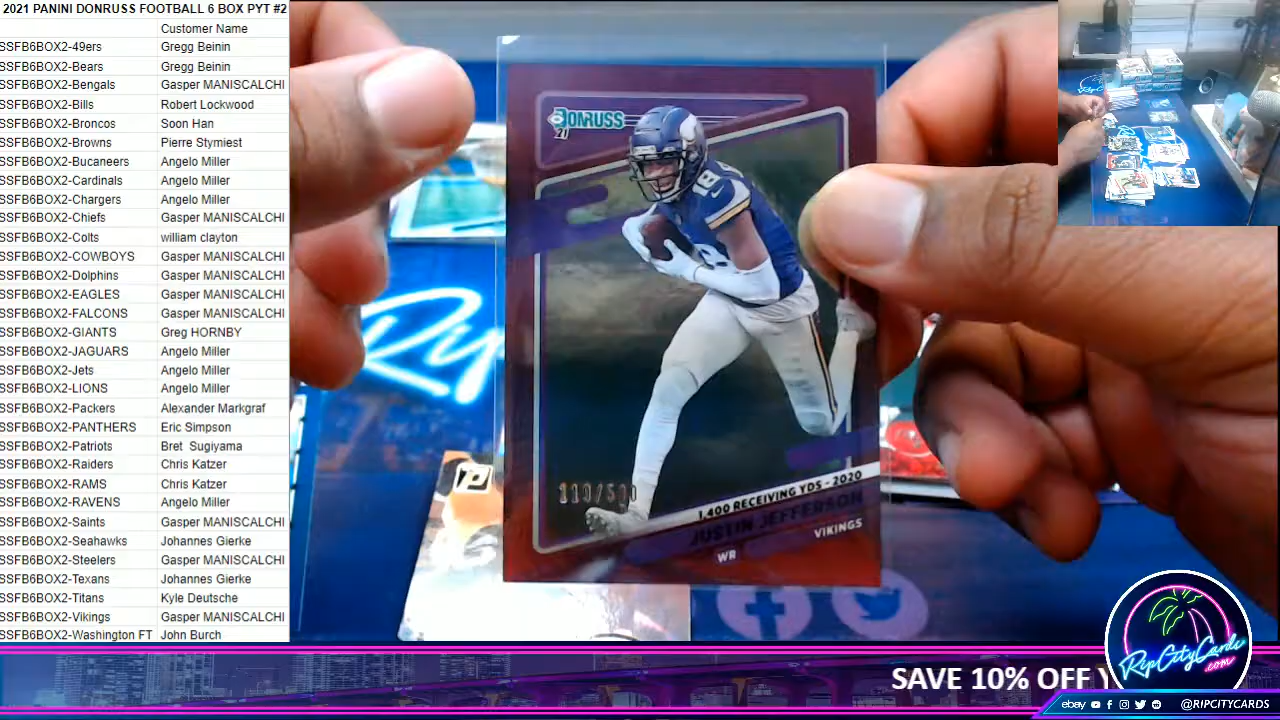 2021 PANINI DONRUSS FOOTBALL 6 BOX PYT #2
Customer Name
SSFB6BOX2-49ers Gregg Beinin
SSFB6BOX2-Bears Gregg Beinin
SSFB6BOX2-Bengals Gasper MANISCALCHI
SSFB6BOX2-Bills Robert Lockwood
SSFB6BOX2-Broncos Soon Han
SSFB6BOX2-Browns Pierre Stymiest
SSFB6BOX2-Bucaneers Angelo Miller
SSFB6BOX2-Cardinals Angelo Miller
SSFB6BOX2-Chargers Angelo Miller
SSFB6BOX2-Chiefs Gasper MANISCALCHI
SSFB6BOX2-Colts william clayton
SSFB6BOX2-COWBOYS Gasper MANISCALCHI
SSFB6BOX2-Dolphins Gasper MANISCALCHI
SSFB6BOX2-EAGLES Gasper MANISCALCHI
SSFB6BOX2-FALCONS Gasper MANISCALCHI
SSFB6BOX2-GIANTS Greg HORNBY
SSFB6BOX2-JAGUARS Angelo Miller
SSFB6BOX2-Jets Angelo Miller
SSFB6BOX2-LIONS Angelo Miller
SSFB6BOX2-Packers Alexander Markgraf
SSFB6BOX2-PANTHERS Eric Simpson
SSFB6BOX2-Patriots Bret Sugiyama
SSFB6BOX2-Raiders Chris Katzer
SSFB6BOX2-RAMS Chris Katzer
SSFB6BOX2-RAVENS Angelo Miller
SSFB6BOX2-Saints Gasper MANISCALCHI
SSFB6BOX2-Seahawks Johannes Gierke
SSFB6BOX2-Steelers Gasper MANISCALCHI
SSFB6BOX2-Texans Johannes Gierke
SSFB6BOX2-Titans Kyle Deutsche
SSFB6BOX2-Vikings Gasper MANISCALCHI
SSFB6BOX2-Washington FT John Burch
DONRUSS
21
18
110/500
1,400 RECEIVING YDS - 2020
JUSTIN JEFFERSON
VIKINGS
WR
Rip
SAVE 10% OFF
RipCityCards
.com
ebay @RIPCITYCARDS